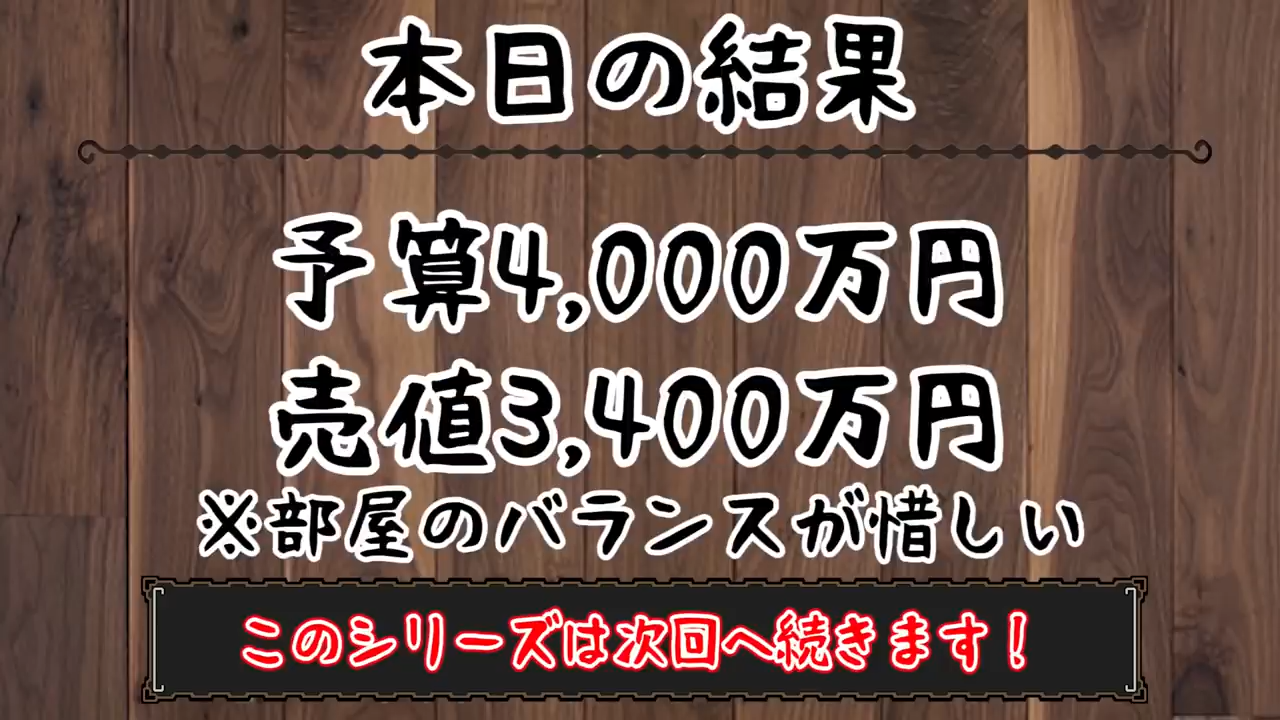 本日の結果
予算4,000万円
売値3,400万円
※部屋のバランスが惜しい
このシリーズは次回へ続きます!